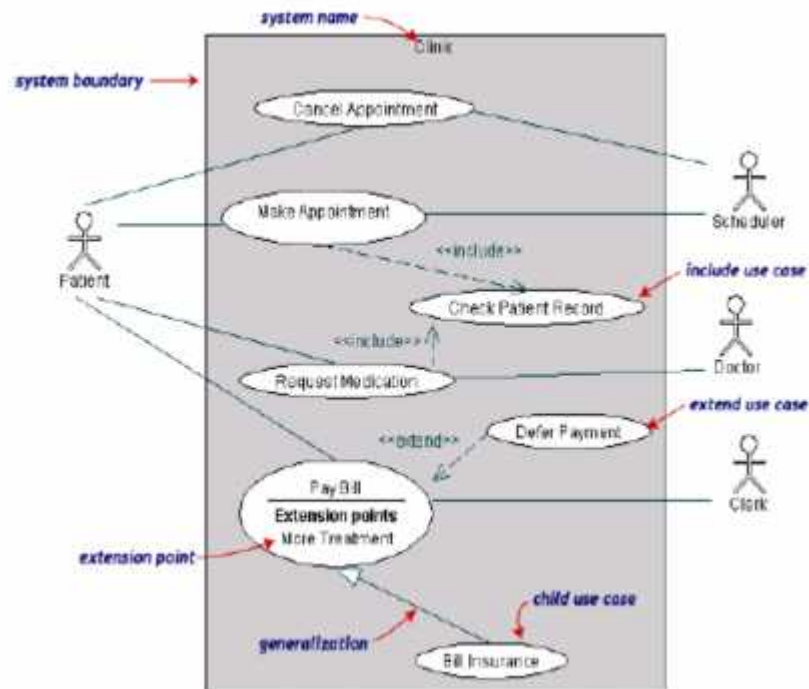 system name
Clinic
system boundary
Cancel Appointment
Make Appointment
Scheduler
Patient
<<include>>
include use case
Check Patient Record
<<include>>
Request Medication
Doctor
extend use case
Defer Payment
<<extend>>
Pay Bill
Extension points
More Treatment
Clerk
extension point
child use case
generalization
Bill Insurance